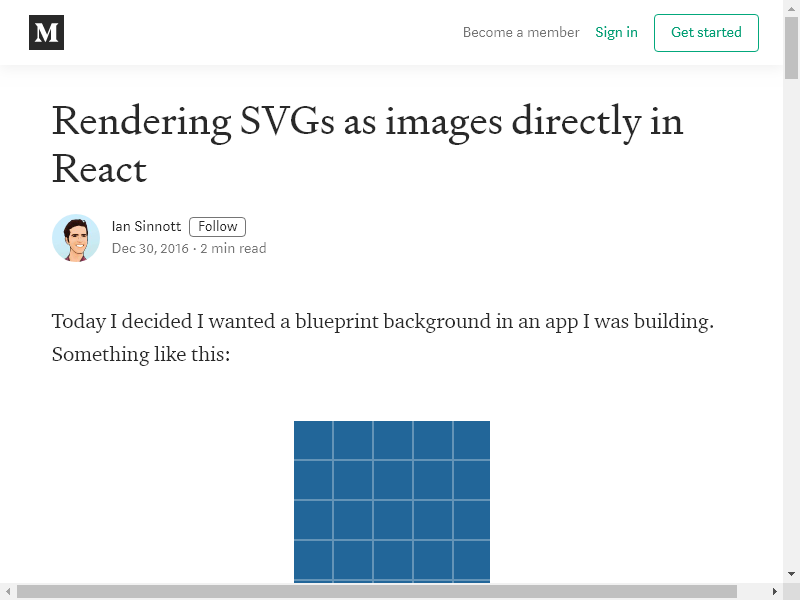 M
Become a member Sign in Get started
Rendering SVGs as images directly in
React
Ian Sinnott Follow
Dec 30, 2016 · 2 min read
Today I decided I wanted a blueprint background in an app I was building.
Something like this: